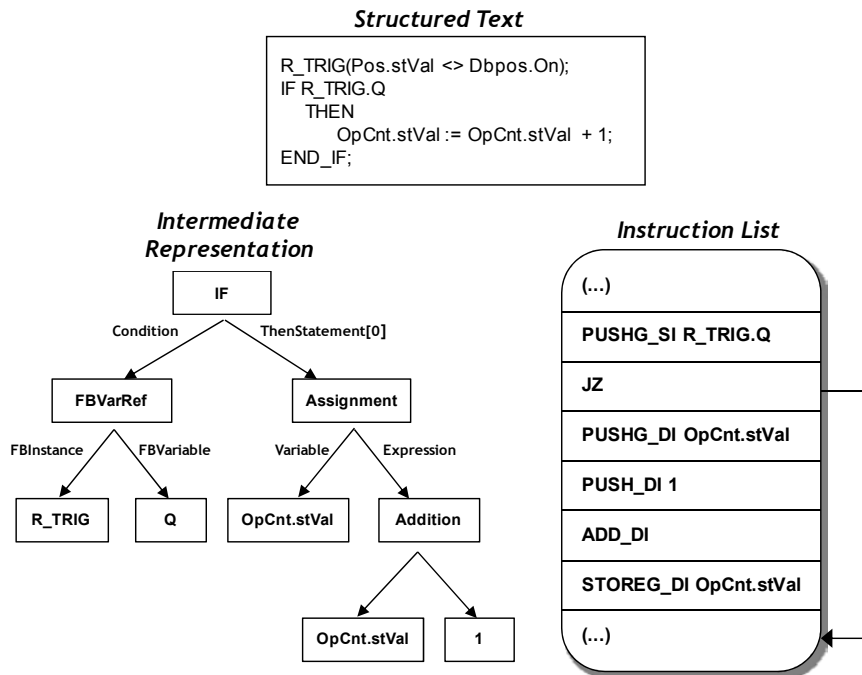 Structured Text
R_TRIG(Pos.stVal <> Dbpos.On);
IF R_TRIG.Q
THEN
OpCnt.stVal := OpCnt.stVal + 1;
END_IF;
Intermediate
Representation
IF
Condition
ThenStatement[0]
FBVarRef
Assignment
FBInstance
FBVariable
Variable
Expression
R_TRIG
Q
OpCnt.stVal
Addition
OpCnt.stVal
1
Instruction List
(...)
PUSHG_SI R_TRIG.Q
JZ
PUSHG_DI OpCnt.stVal
PUSH_DI 1
ADD_DI
STOREG_DI OpCnt.stVal
(...)